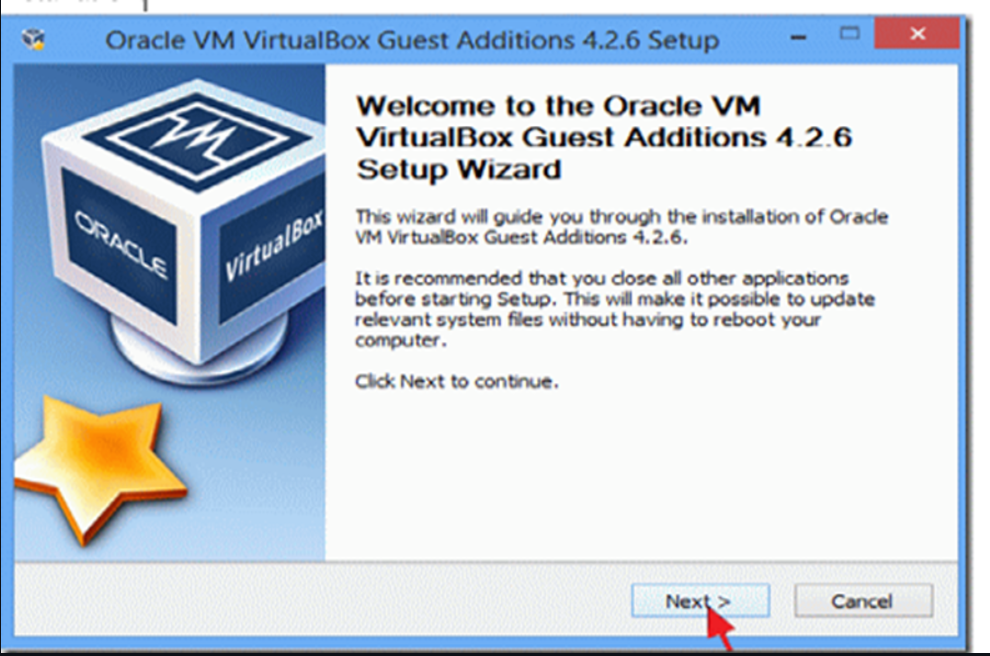 Oracle VM VirtualBox Guest Additions 4.2.6 Setup
Welcome to the Oracle VM
VirtualBox Guest Additions 4.2.6
Setup Wizard
This wizard will guide you through the installation of Oracle
VM VirtualBox Guest Additions 4.2.6.
It is recommended that you close all other applications
before starting Setup. This will make it possible to update
relevant system files without having to reboot your
computer.
Click Next to continue.
ORACLE
VirtualBox
Next >
Cancel